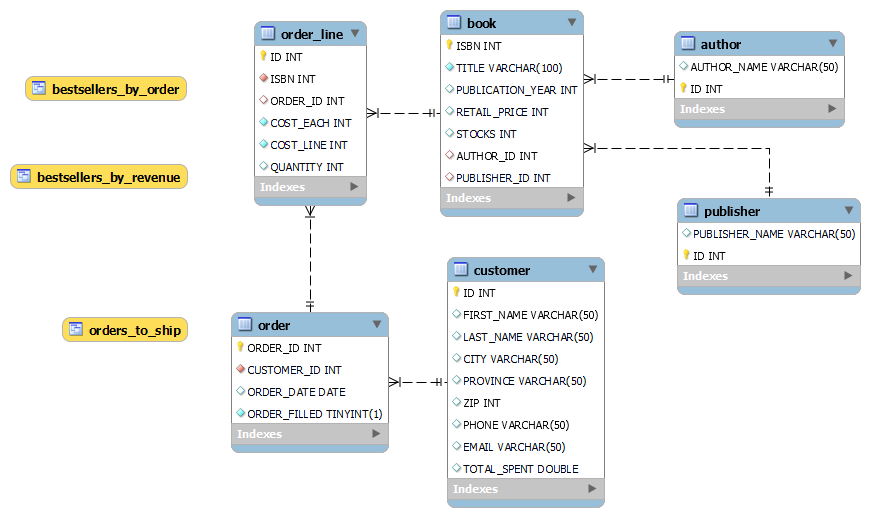 order_line
ID INT
ISBN INT
ORDER_ID INT
COST_EACH INT
COST_LINE INT
QUANTITY INT
Indexes
book
ISBN INT
TITLE VARCHAR(100)
PUBLICATION_YEAR INT
RETAIL_PRICE INT
STOCKS INT
AUTHOR_ID INT
PUBLISHER_ID INT
Indexes
author
AUTHOR_NAME VARCHAR(50)
ID INT
Indexes
bestsellers_by_order
bestsellers_by_revenue
publisher
PUBLISHER_NAME VARCHAR(50)
ID INT
Indexes
orders_to_ship
order
ORDER_ID INT
CUSTOMER_ID INT
ORDER_DATE DATE
ORDER_FILLED TINYINT(1)
Indexes
customer
ID INT
FIRST_NAME VARCHAR(50)
LAST_NAME VARCHAR(50)
CITY VARCHAR(50)
PROVINCE VARCHAR(50)
ZIP INT
PHONE VARCHAR(50)
EMAIL VARCHAR(50)
TOTAL_SPENT DOUBLE
Indexes